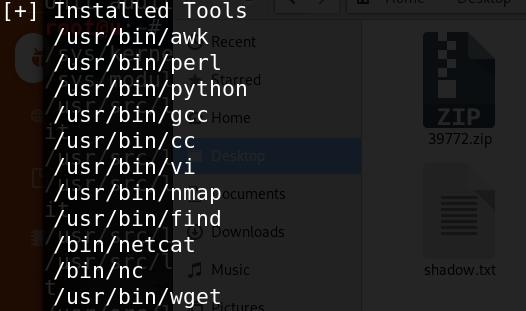 [+] Installed Tools
/usr/bin/awk
/usr/bin/perl
/usr/bin/python
/usr/bin/gcc
/usr/bin/cc
/usr/bin/vi
/usr/bin/nmap
/usr/bin/find
/bin/netcat
/bin/nc
/usr/bin/wget
Home
Desktop
Recent
Starred
Home
Desktop
Documents
Downloads
Music
Pictures
ZIP
39772.zip
shadow.txt